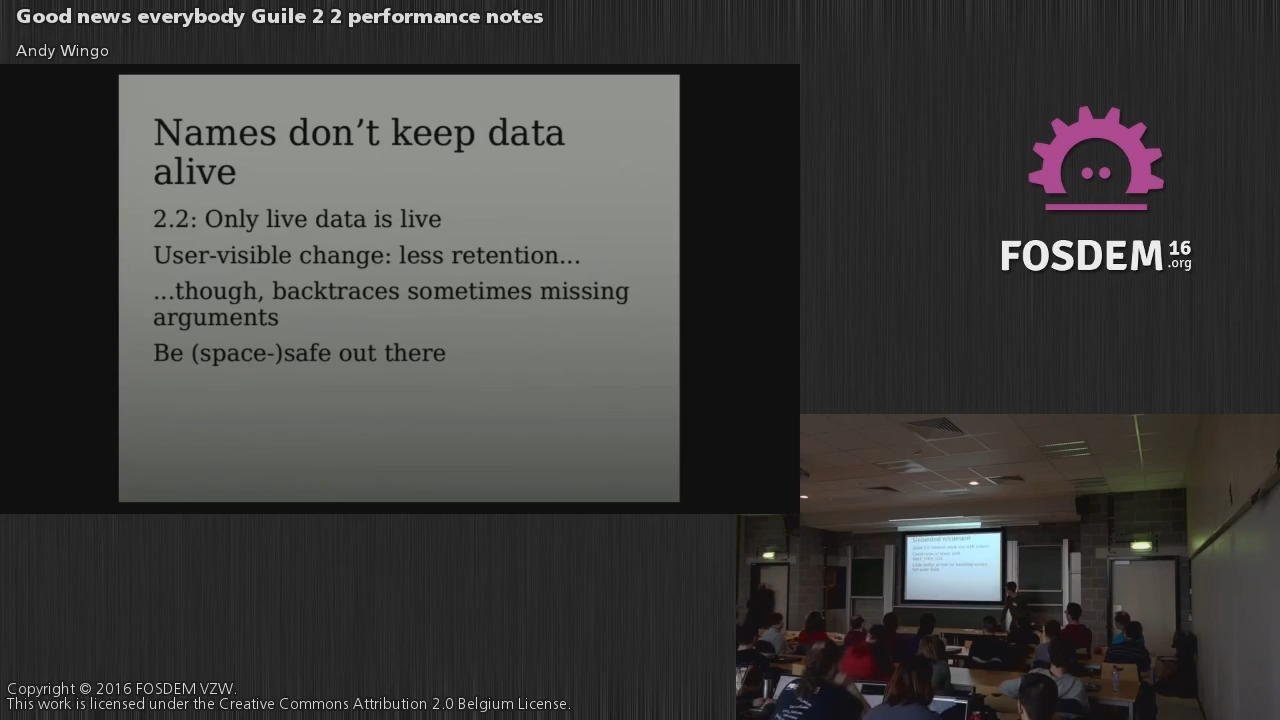 Good news everybody Guile 2 2 performance notes
Andy Wingo
Names don’t keep data
alive
2.2: Only live data is live
User-visible change: less retention...
...though, backtraces sometimes missing
arguments
Be (space-)safe out there
FOSDEM 16
.org
Copyright © 2016 FOSDEM VZW.
This work is licensed under the Creative Commons Attribution 2.0 Belgium License.